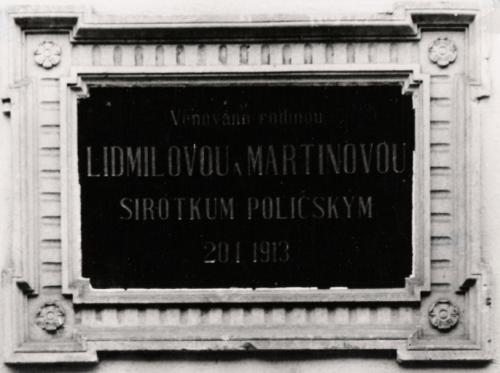 Věnováno rodinou
LIDMILOVOU A MARTINOVOU
SIROTKUM POLIČSKÝM
20.I. 1913.